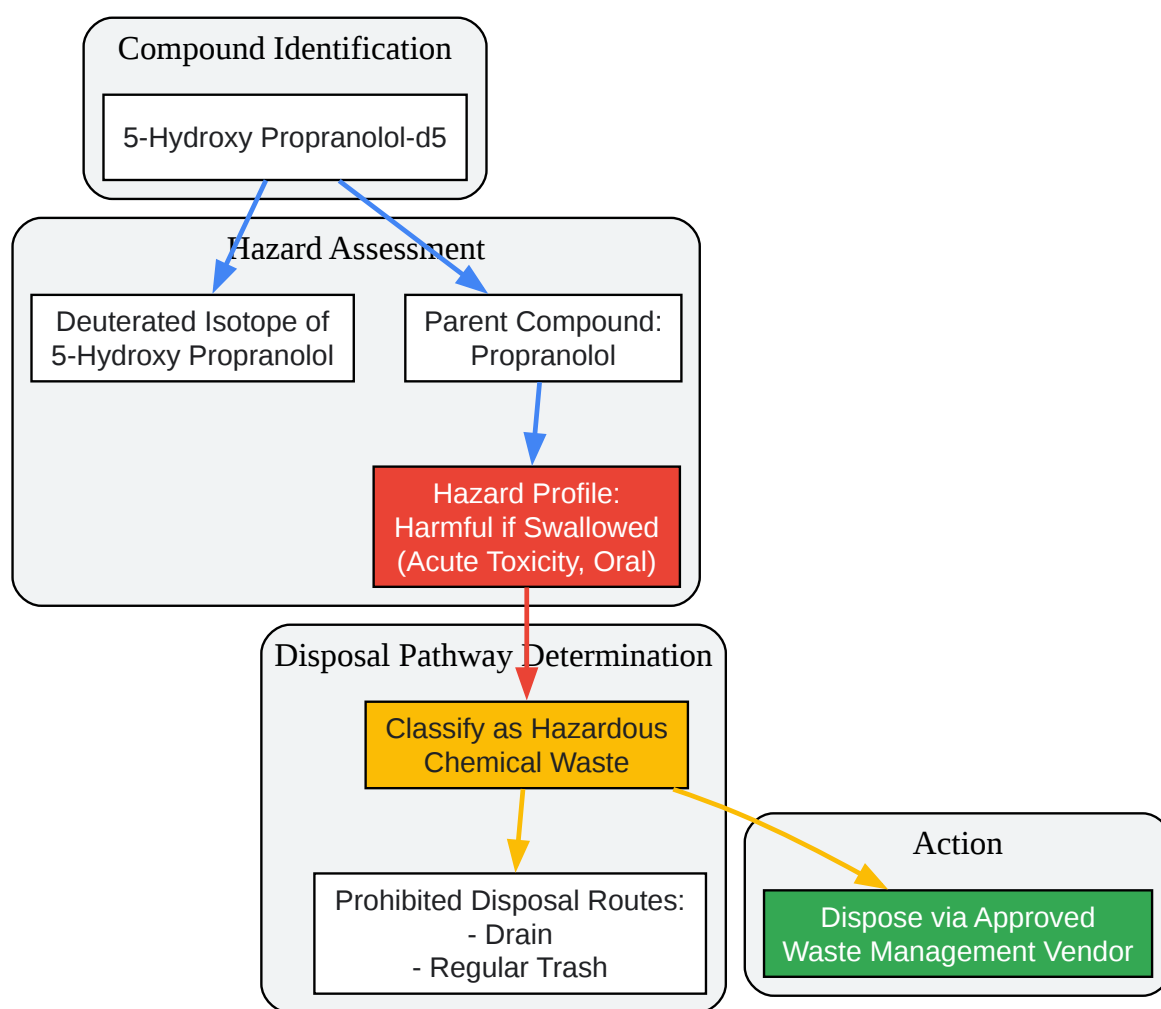 Compound Identification
5-Hydroxy Propranolol-d5
Hazard Assessment
Deuterated Isotope of
5-Hydroxy Propranolol
Parent Compound:
Propranolol
Hazard Profile:
Harmful if Swallowed
(Acute Toxicity, Oral)
Disposal Pathway Determination
Classify as Hazardous
Chemical Waste
Prohibited Disposal Routes:
- Drain
- Regular Trash
Action
Dispose via Approved
Waste Management Vendor